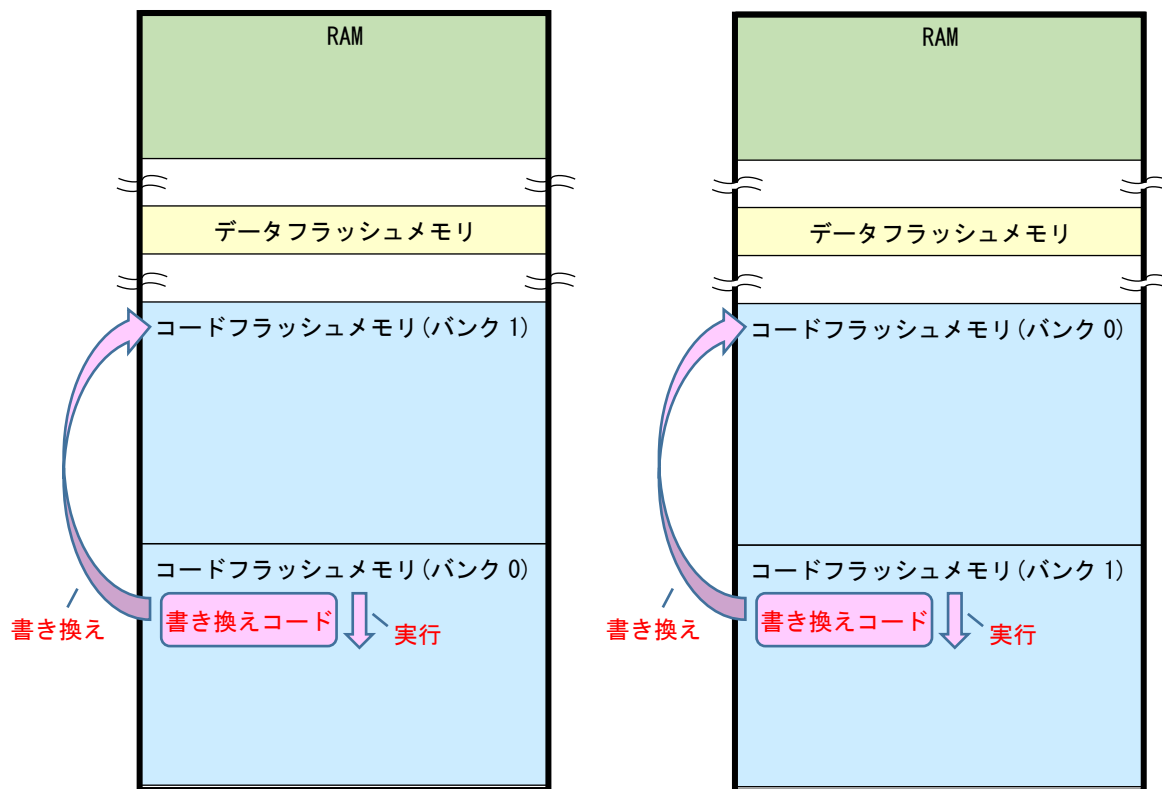 RAM
データフラッシュメモリ
コードフラッシュメモリ(バンク 1)
コードフラッシュメモリ(バンク 0)
書き換えコード
実行
書き換え
RAM
データフラッシュメモリ
コードフラッシュメモリ(バンク 0)
コードフラッシュメモリ(バンク 1)
書き換えコード
実行
書き換え